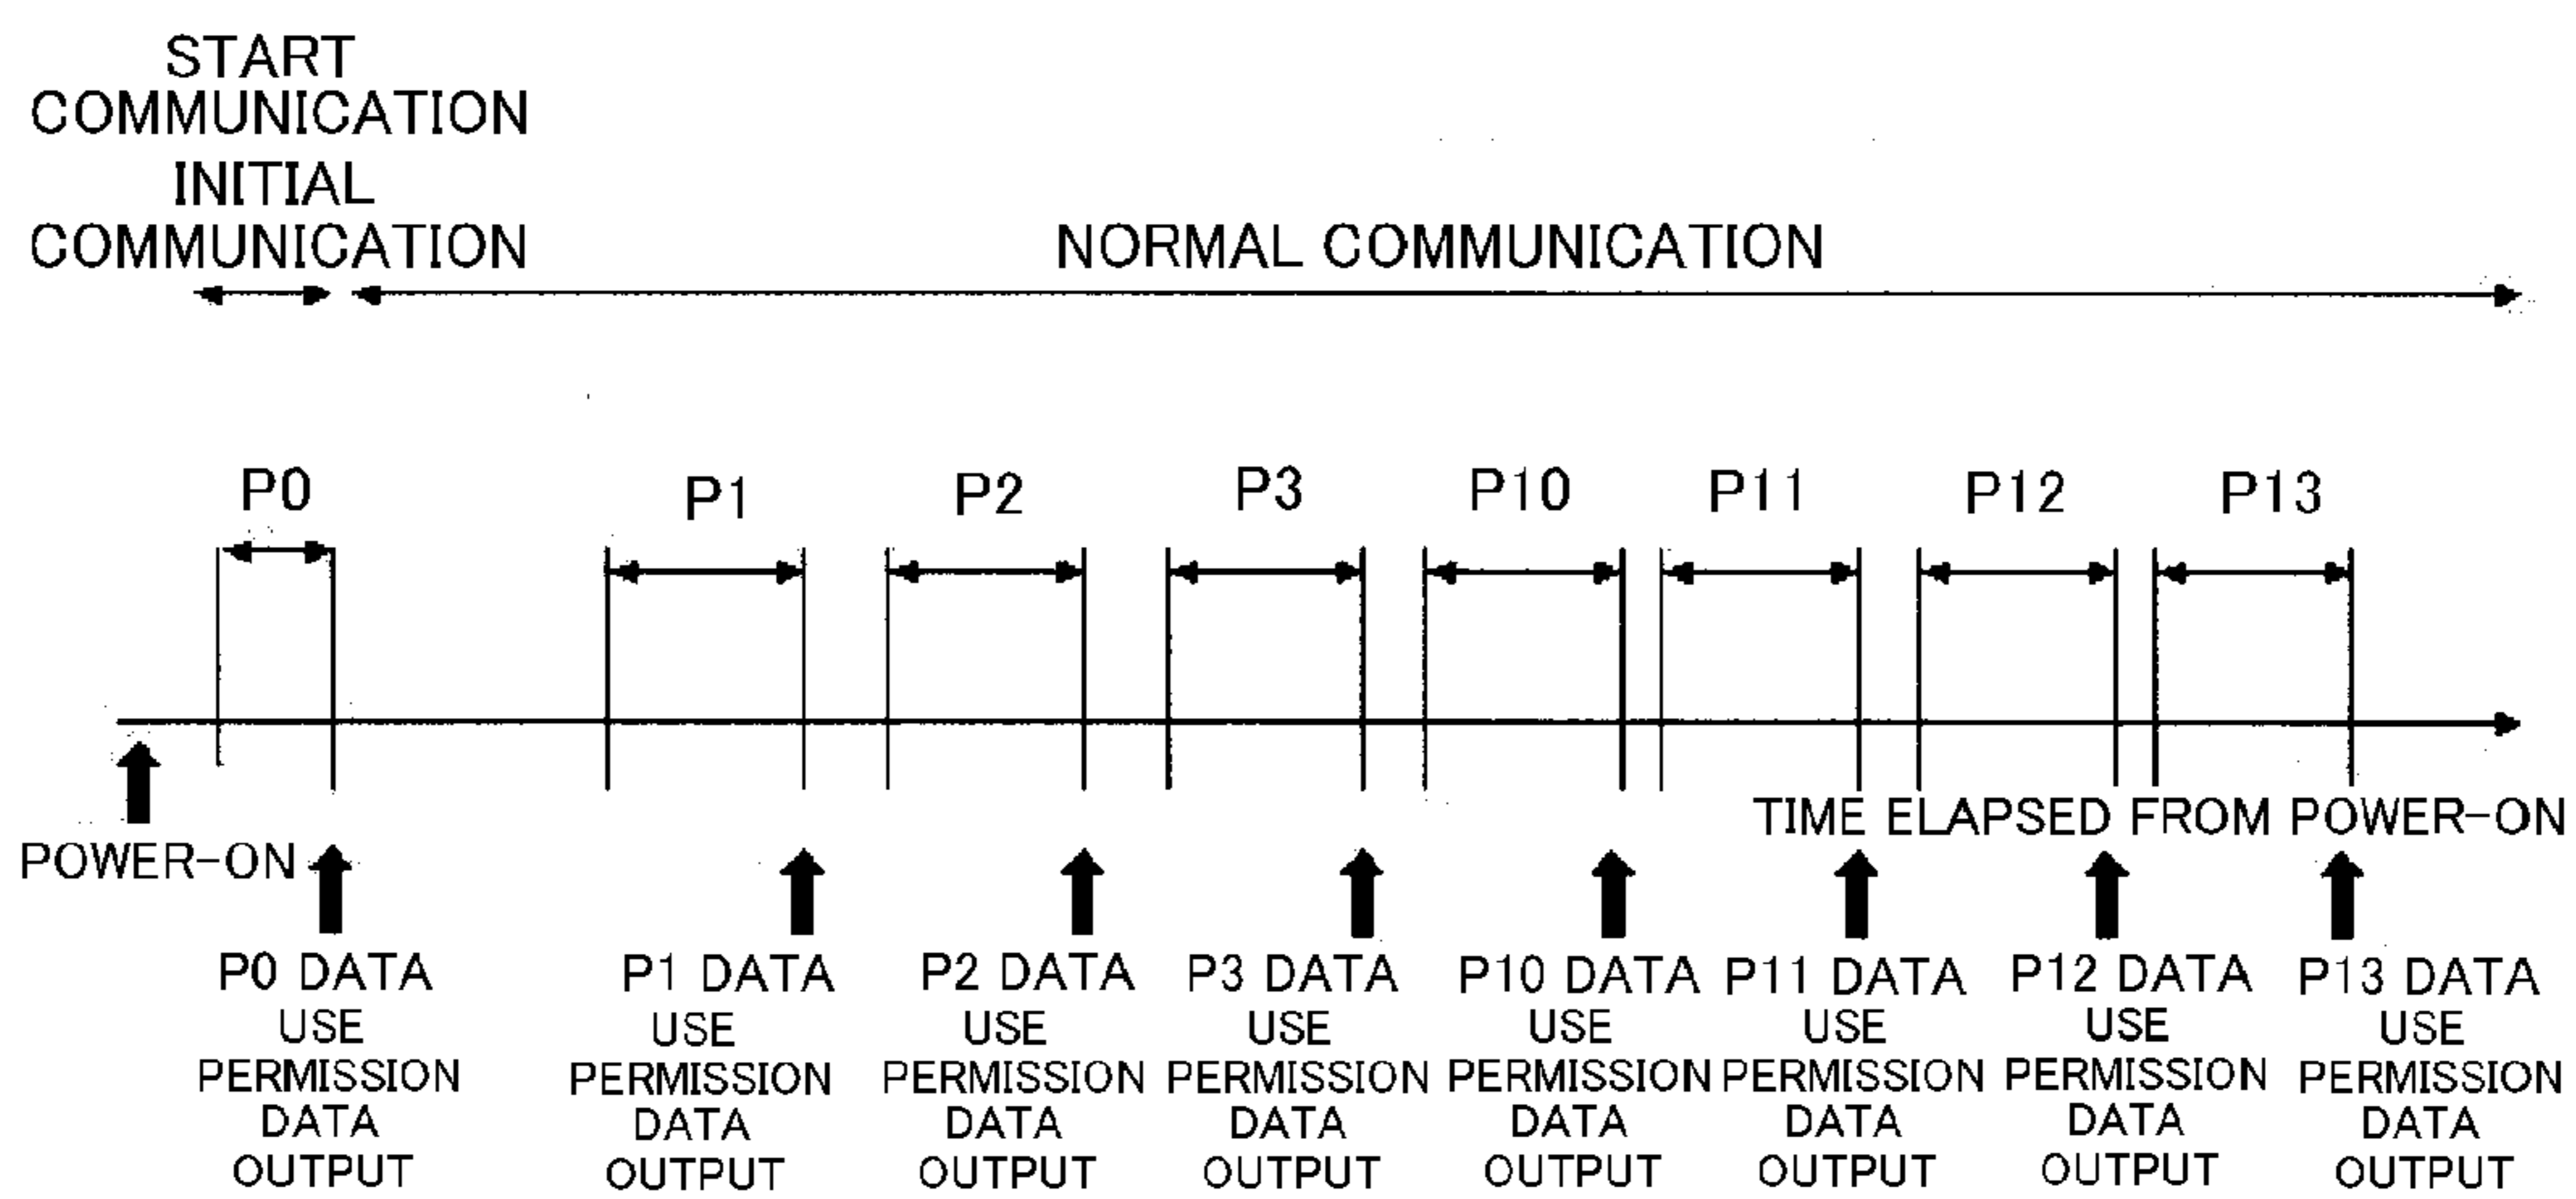 START
COMMUNICATION
INITIAL
COMMUNICATION
NORMAL COMMUNICATION
P0
P1
P2
P3
P10
P11
P12
P13
TIME ELAPSED FROM POWER-ON
POWER-ON
P0 DATA
USE
PERMISSION
DATA
OUTPUT
P1 DATA
USE
PERMISSION
DATA
OUTPUT
P2 DATA
USE
PERMISSION
DATA
OUTPUT
P3 DATA
USE
PERMISSION
DATA
OUTPUT
P10 DATA
USE
PERMISSION
DATA
OUTPUT
P11 DATA
USE
PERMISSION
DATA
OUTPUT
P12 DATA
USE
PERMISSION
DATA
OUTPUT
P13 DATA
USE
PERMISSION
DATA
OUTPUT